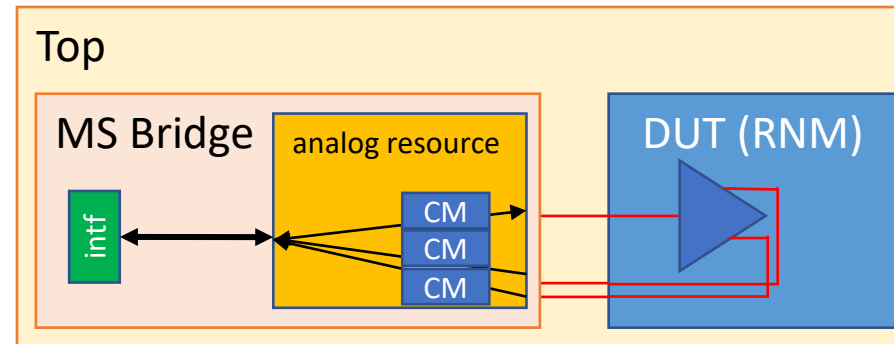 Top
MS Bridge
analog resource
DUT (RNM)
intf
CM
CM
CM